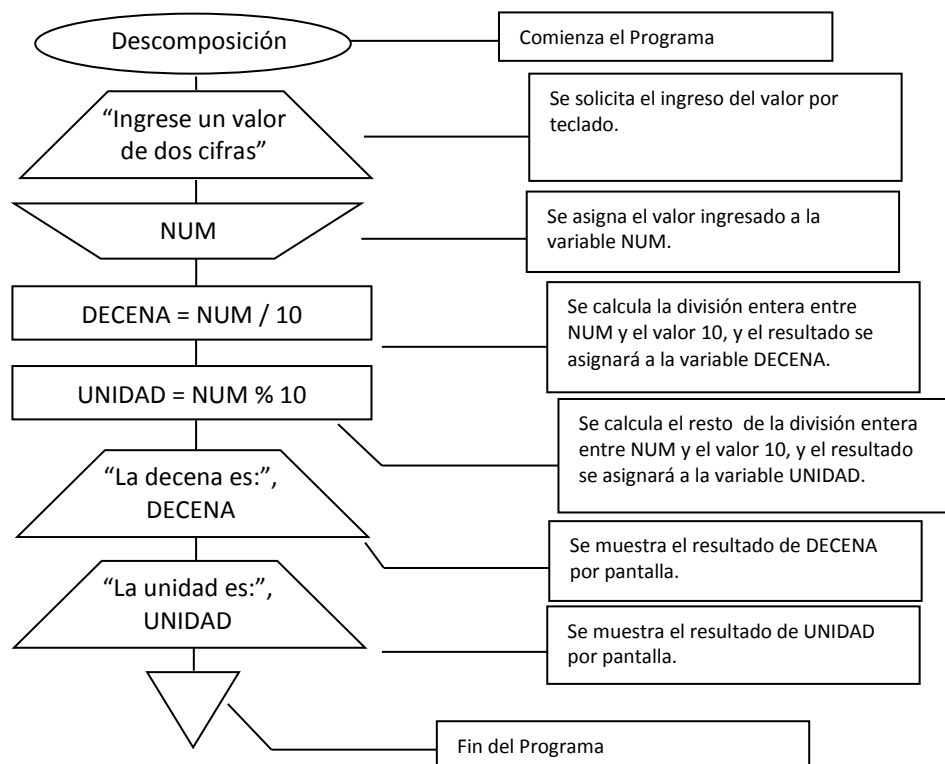 Descomposición
Comienza el Programa
“Ingrese un valor
de dos cifras”
Se solicita el ingreso del valor por
teclado.
NUM
Se asigna el valor ingresado a la
variable NUM.
DECENA = NUM / 10
Se calcula la división entera entre
NUM y el valor 10, y el resultado se
asignará a la variable DECENA.
UNIDAD = NUM % 10
Se calcula el resto de la división entera
entre NUM y el valor 10, y el resultado
se asignará a la variable UNIDAD.
“La decena es:”,
DECENA
Se muestra el resultado de DECENA
por pantalla.
“La unidad es:”,
UNIDAD
Se muestra el resultado de UNIDAD
por pantalla.
Fin del Programa